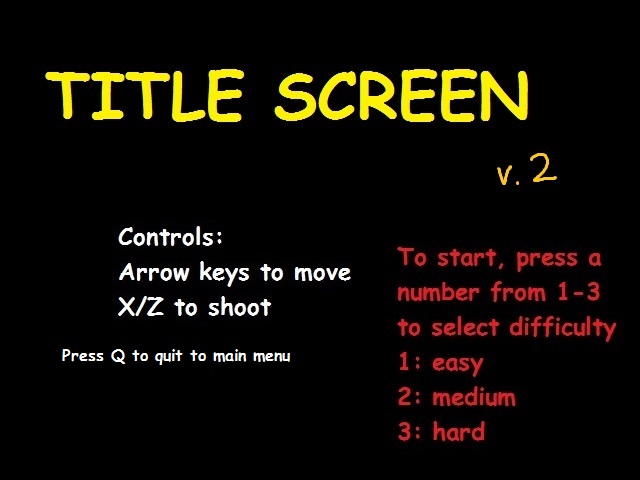 TITLE SCREEN
v. 2
Controls:
Arrow keys to move
X/Z to shoot
Press Q to quit to main menu
To start, press a
number from 1-3
to select difficulty
1: easy
2: medium
3: hard